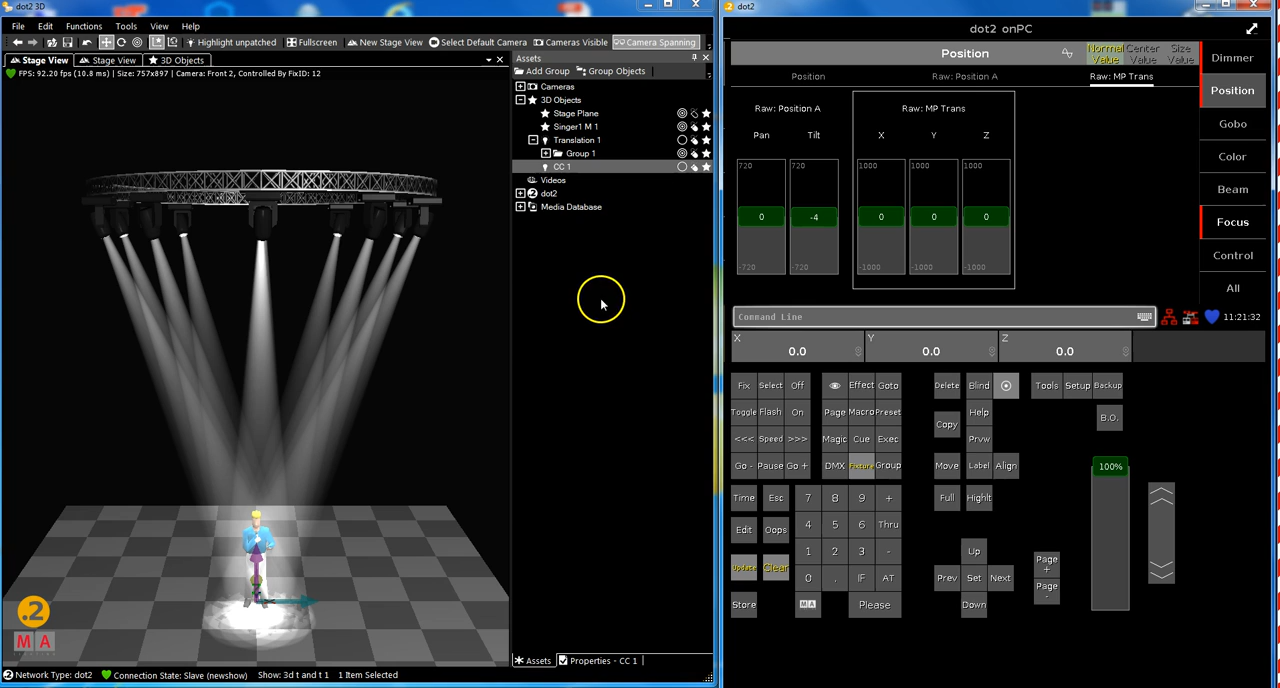 dot2 3D
File Edit Functions Tools View Help
Highlight unpatched Fullscreen New Stage View Select Default Camera Cameras Visible Camera Spanning
Stage View Stage View 3D Objects
FPS: 92.20 fps (10.8 ms) | Size: 757x897 | Camera: Front 2, Controlled By FixID: 12
Assets
Add Group Group Objects
Cameras
3D Objects
Stage Plane
Singer1 M 1
Translation 1
Group 1
CC 1
Videos
dot2
Media Database
.2
MA
Assets Properties - CC 1
Network Type: dot2 Connection State: Slave (newshow) Show: 3d t and t 1 1 Item Selected
dot2
dot2 onPC
Position
Normal Value Center Value Size Value
Position Raw: Position A Raw: MP Trans
Raw: Position A Raw: MP Trans
Pan Tilt X Y Z
720 720 1000 1000 1000
0 -4 0 0 0
-720 -720 -1000 -1000 -1000
Dimmer
Position
Gobo
Color
Beam
Focus
Control
All
Command Line
11:21:32
X 0.0 Y 0.0 Z 0.0
Fix Select Off Effect Goto Delete Blind Tools Setup Backup
Toggle Flash On Page Macro Preset Copy Help B.O.
<<< Speed >>> Magic Cue Exec Prvw
Go - Pause Go + DMX Fixture Group Move Label Align 100%
Time Esc 7 8 9 + Full Highlt
Edit Oops 4 5 6 Thru
Update Clear 1 2 3 - Up Page +
0 . IF AT Prev Set Next Page -
Store MA Please Down